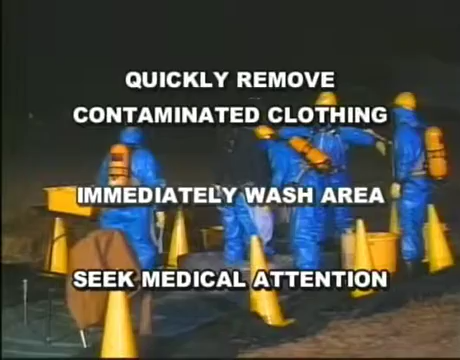 QUICKLY REMOVE
CONTAMINATED CLOTHING
IMMEDIATELY WASH AREA
SEEK MEDICAL ATTENTION